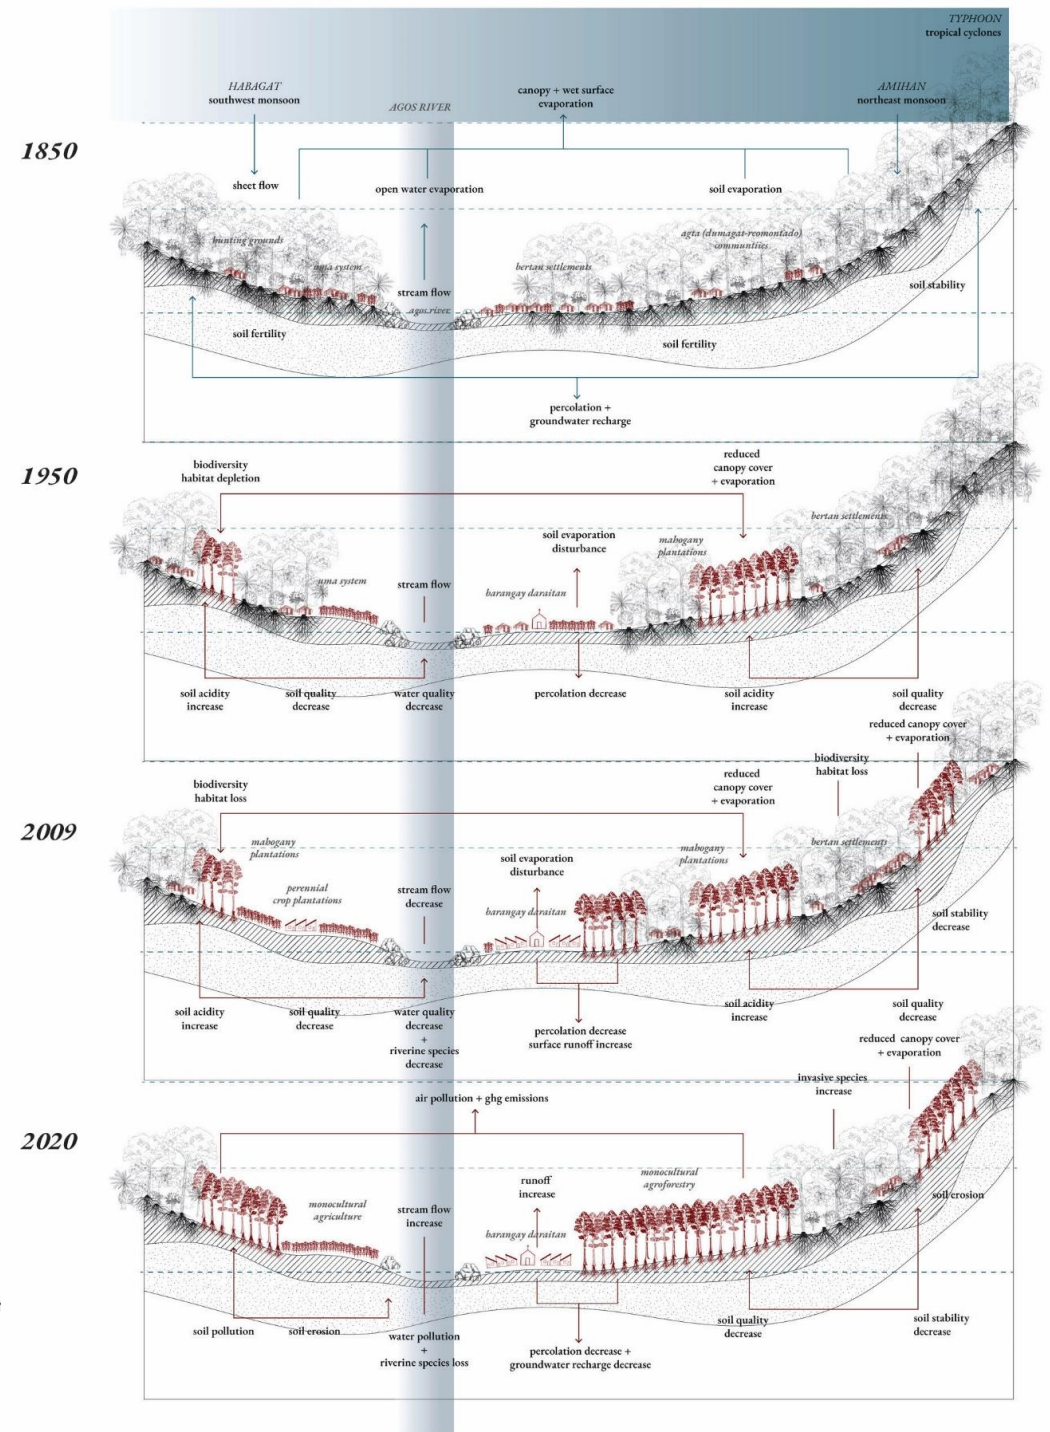 TYPHOON
tropical cyclones
HABAGAT
southwest monsoon
AGOS RIVER
canopy + wet surface
evaporation
AMIHAN
northeast monsoon
1850
sheet flow
open water evaporation
soil evaporation
hunting grounds
uma system
bertan settlements
agta (dumagat-remontado)
communities
stream flow
agos river
soil stability
soil fertility
soil fertility
percolation +
groundwater recharge
1950
biodiversity
habitat depletion
reduced
canopy cover
+ evaporation
bertan settlements
soil evaporation
disturbance
mahogany
plantations
uma system
stream flow
barangay daraitan
soil acidity
increase
soil quality
decrease
water quality
decrease
percolation decrease
soil acidity
increase
soil quality
decrease
2009
reduced canopy cover
+ evaporation
biodiversity
habitat loss
biodiversity
habitat loss
reduced
canopy cover
+ evaporation
mahogany
plantations
perennial
crop plantations
soil evaporation
disturbance
mahogany
plantations
bertan settlements
stream flow
decrease
barangay daraitan
soil stability
decrease
soil acidity
increase
soil quality
decrease
water quality
decrease
+
riverine species
decrease
percolation decrease
surface runoff increase
soil acidity
increase
soil quality
decrease
2020
reduced canopy cover
+ evaporation
invasive species
increase
air pollution + ghg emissions
monocultural
agriculture
stream flow
increase
runoff
increase
monocultural
agroforestry
barangay daraitan
soil erosion
soil pollution
soil erosion
water pollution
+
riverine species loss
percolation decrease +
groundwater recharge decrease
soil quality
decrease
soil stability
decrease